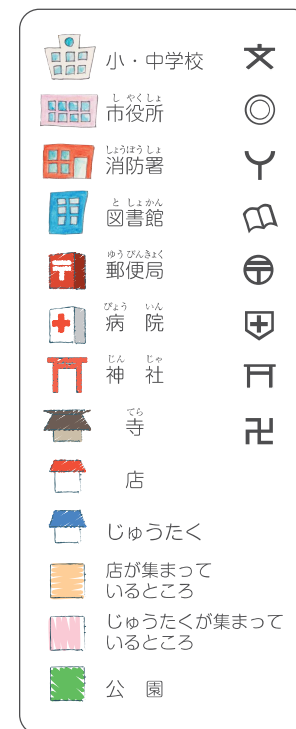 小・中学校 文
しやくしょ
市役所
しょうぼうしょ
消防署
としょかん
図書館
ゆうびんきょく
郵便局
びょういん
病院
じんじゃ
神社
てら
寺 卍
店
じゅうたく
店が集まって
いるところ
じゅうたくが集まって
いるところ
公園